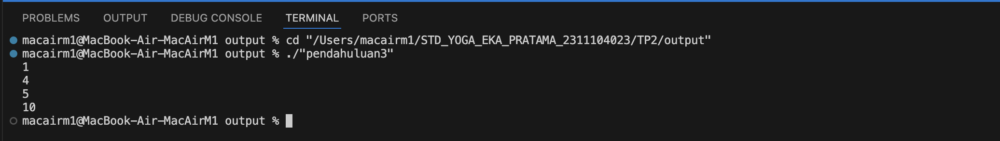 PROBLEMS OUTPUT DEBUG CONSOLE TERMINAL PORTS
macairm1@MacBook-Air-MacAirM1 output % cd "/Users/macairm1/STD_YOGA_EKA_PRATAMA_2311104023/TP2/output"
macairm1@MacBook-Air-MacAirM1 output % ./"pendahuluan3"
1
4
5
10
macairm1@MacBook-Air-MacAirM1 output %